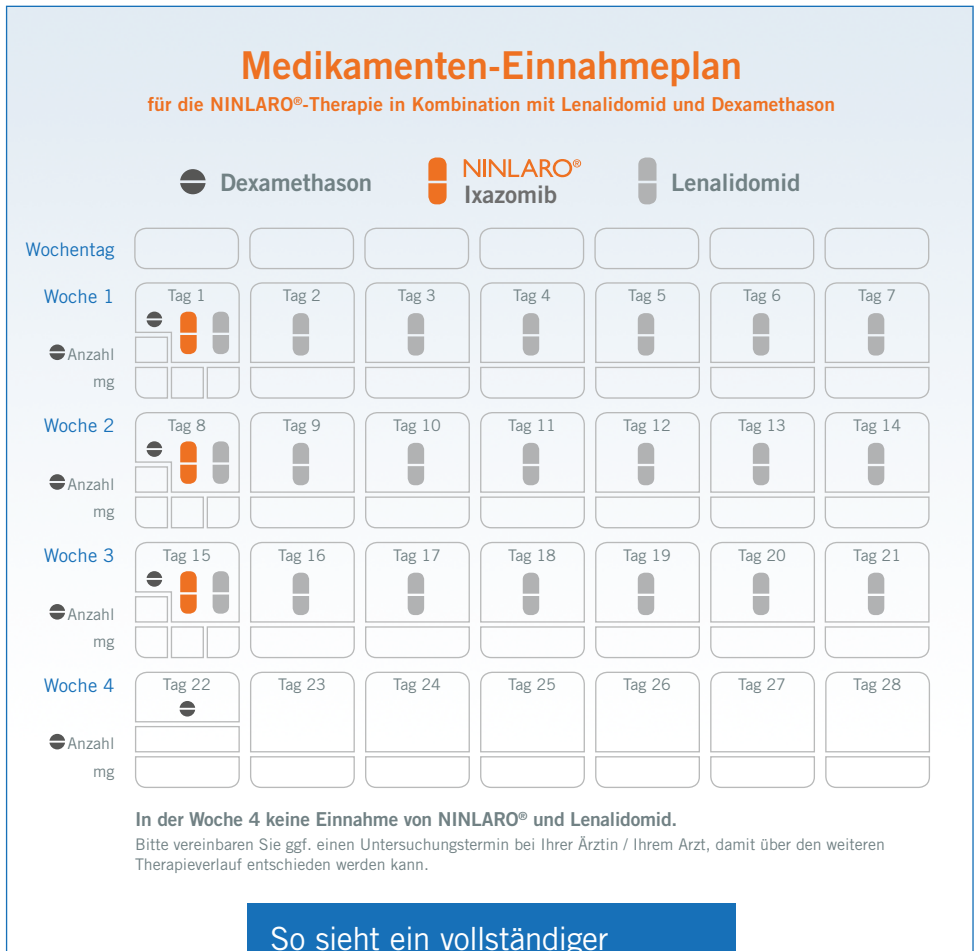 Medikamenten-Einnahmeplan
für die NINLARO®-Therapie in Kombination mit Lenalidomid und Dexamethason
Dexamethason
NINLARO®
Ixazomib
Lenalidomid
Wochentag
Woche 1
Tag 1 Tag 2 Tag 3 Tag 4 Tag 5 Tag 6 Tag 7
Anzahl
mg
Woche 2
Tag 8 Tag 9 Tag 10 Tag 11 Tag 12 Tag 13 Tag 14
Anzahl
mg
Woche 3
Tag 15 Tag 16 Tag 17 Tag 18 Tag 19 Tag 20 Tag 21
Anzahl
mg
Woche 4
Tag 22 Tag 23 Tag 24 Tag 25 Tag 26 Tag 27 Tag 28
Anzahl
mg
In der Woche 4 keine Einnahme von NINLARO® und Lenalidomid.
Bitte vereinbaren Sie ggf. einen Untersuchungstermin bei Ihrer Ärztin / Ihrem Arzt, damit über den weiteren
Therapieverlauf entschieden werden kann.
So sieht ein vollständiger